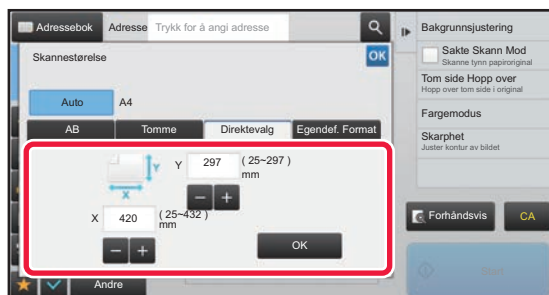 Adressebok
Adresse
Trykk for å angi adresse
Skannestørelse
OK
Auto
A4
AB
Tomme
Direktevalg
Egendef. Format
Y
Y
297
( 25~297 )
mm
X
X
420
( 25~432 )
mm
OK
Andre
Bakgrunnsjustering
Sakte Skann Mod
Skanne tynn papiroriginal
Tom side Hopp over
Hopp over tom side i original
Fargemodus
Skarphet
Juster kontur av bildet
Forhåndsvis
CA
Start